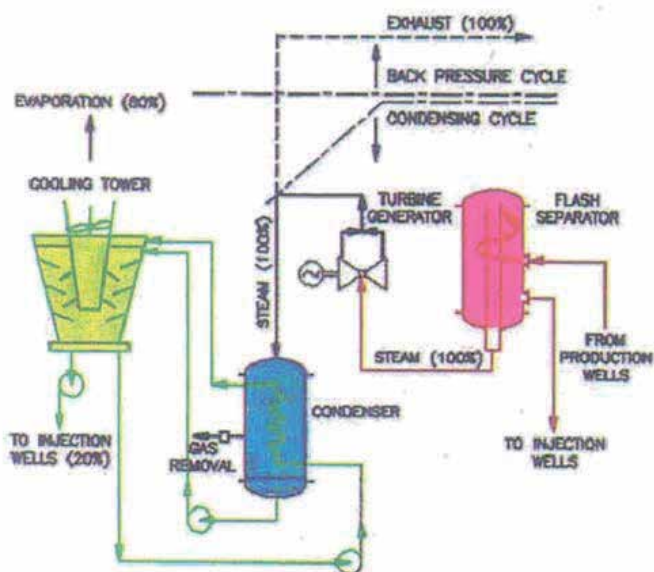 EXHAUST (100%)
BACK PRESSURE CYCLE
CONDENSING CYCLE
EVAPORATION (80%)
COOLING TOWER
TURBINE
GENERATOR
FLASH
SEPARATOR
STEAM (100%)
STEAM (100%)
FROM
PRODUCTION
WELLS
CONDENSER
GAS
REMOVAL
TO INJECTION
WELLS (20%)
TO INJECTION
WELLS